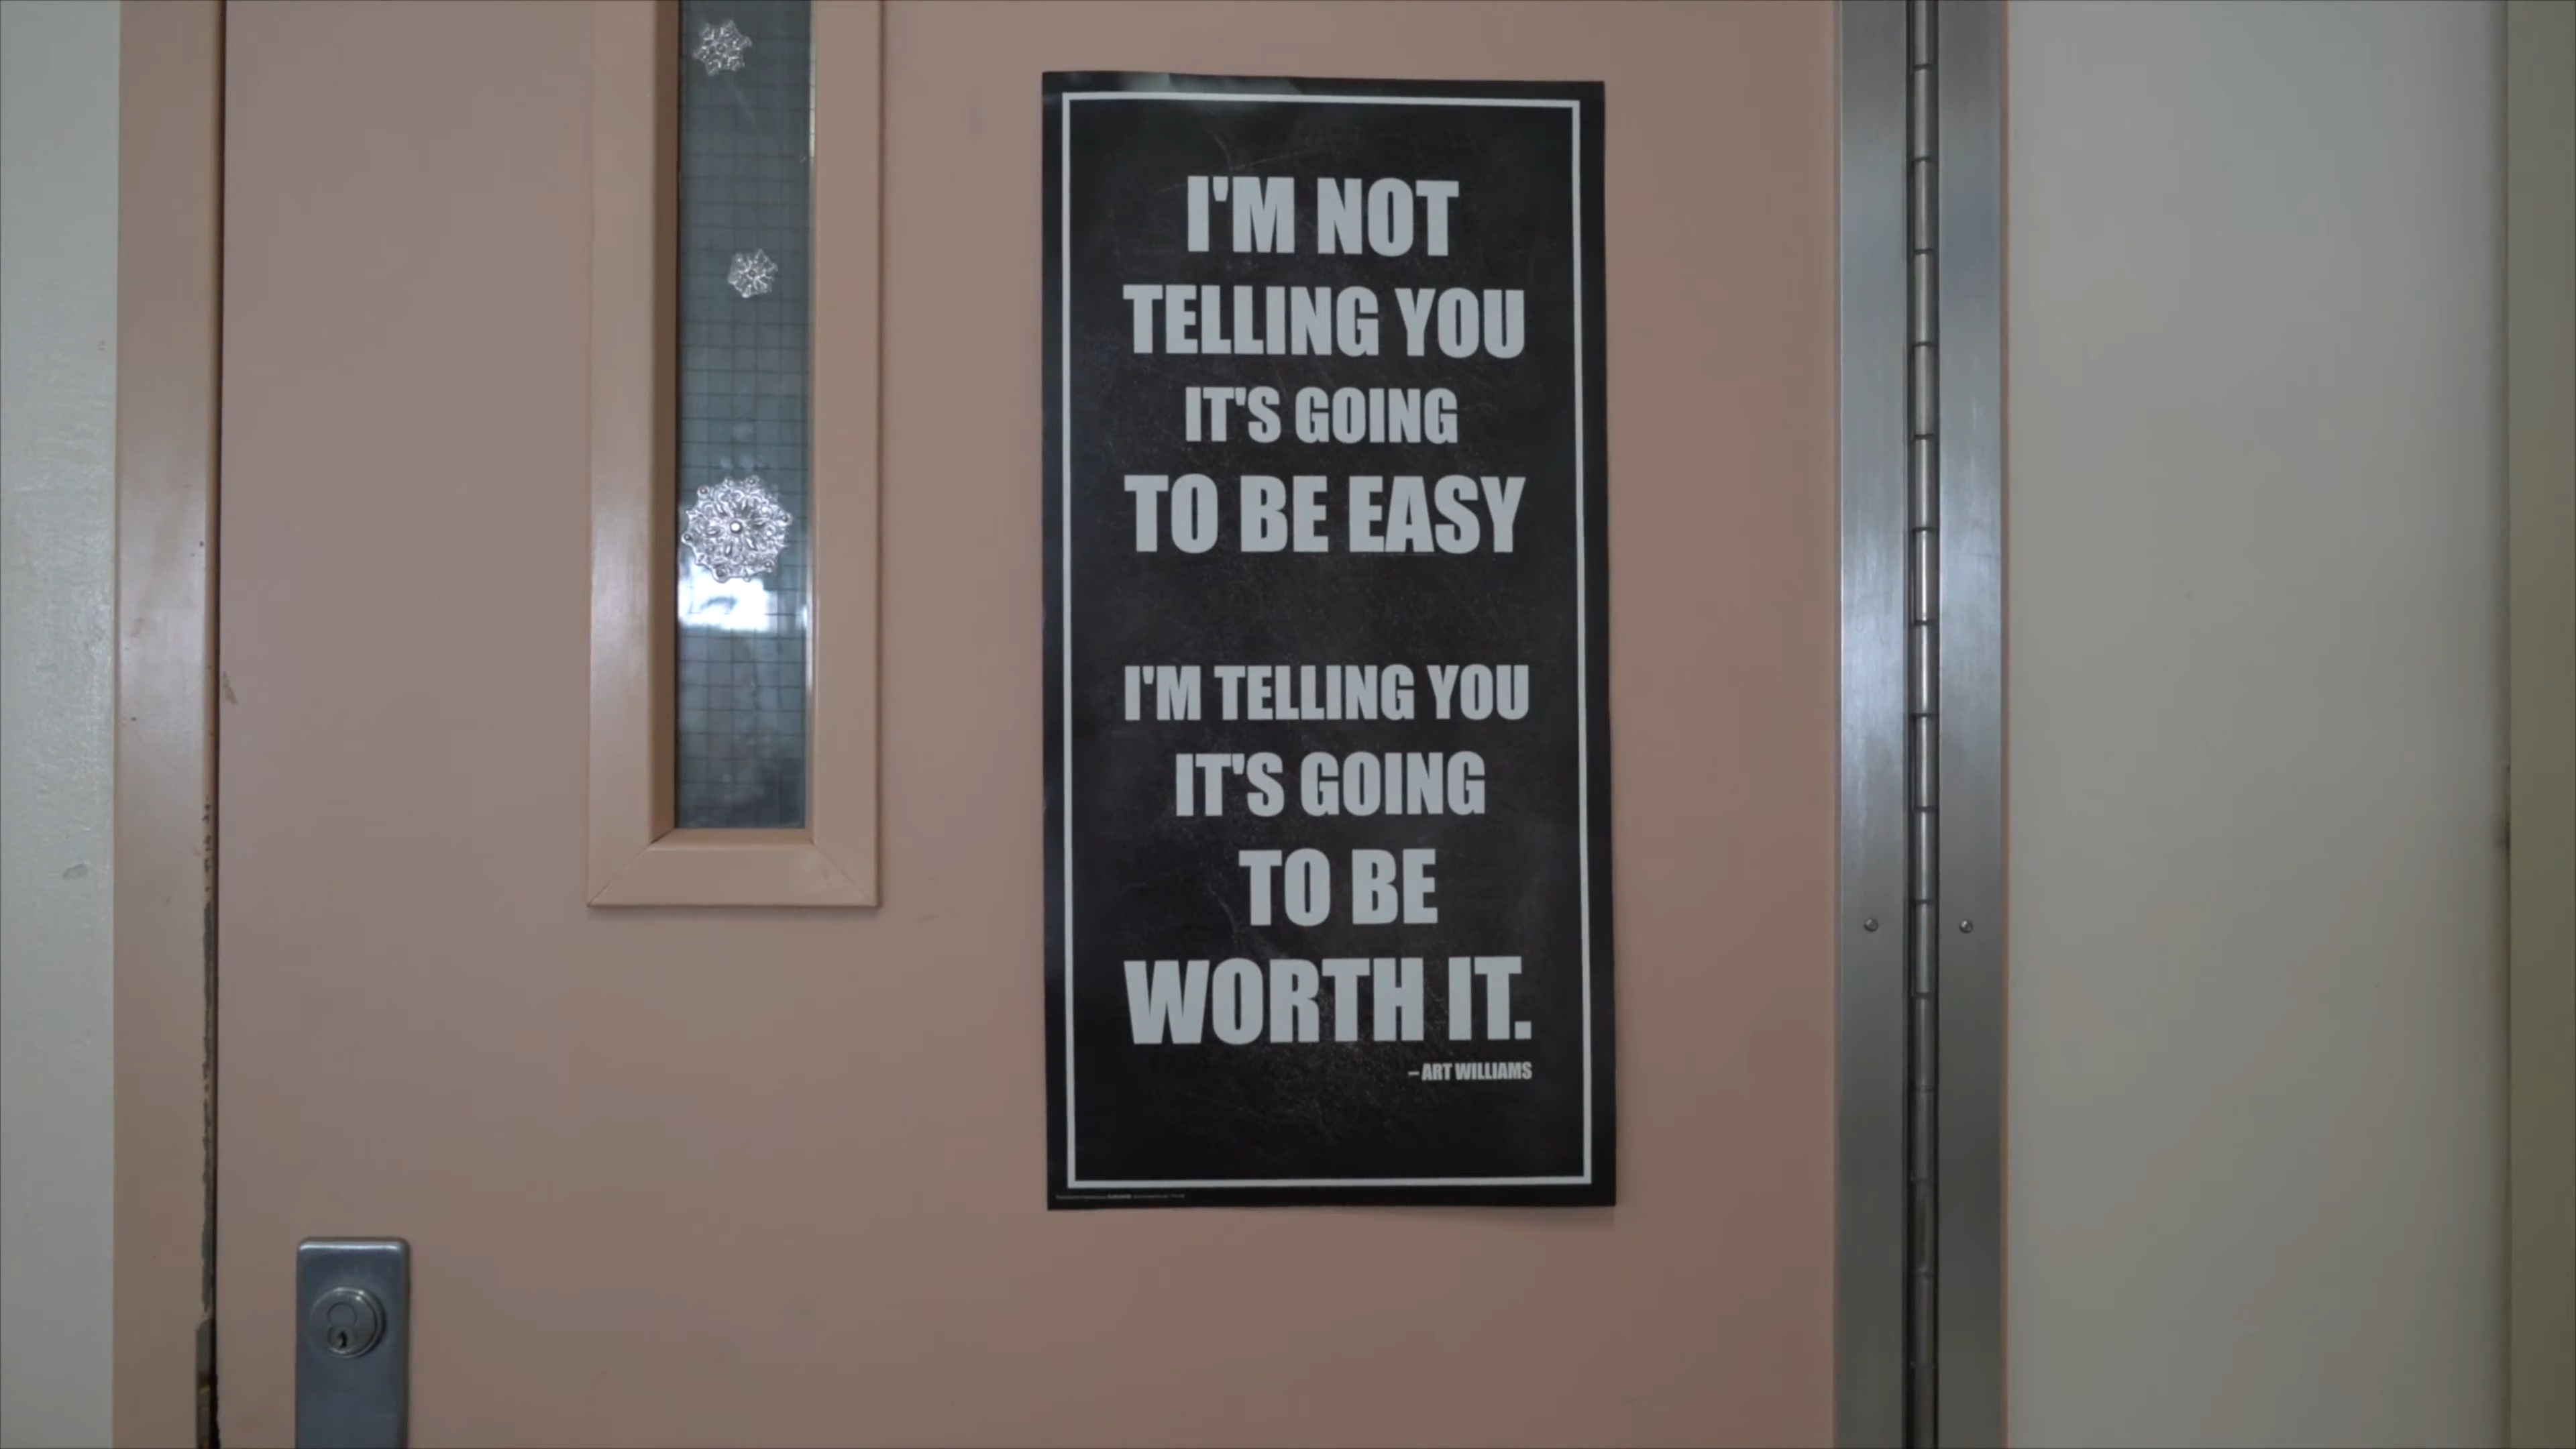 I'M NOT
TELLING YOU
IT'S GOING
TO BE EASY
I'M TELLING YOU
IT'S GOING
TO BE
WORTH IT.
–ART WILLIAMS